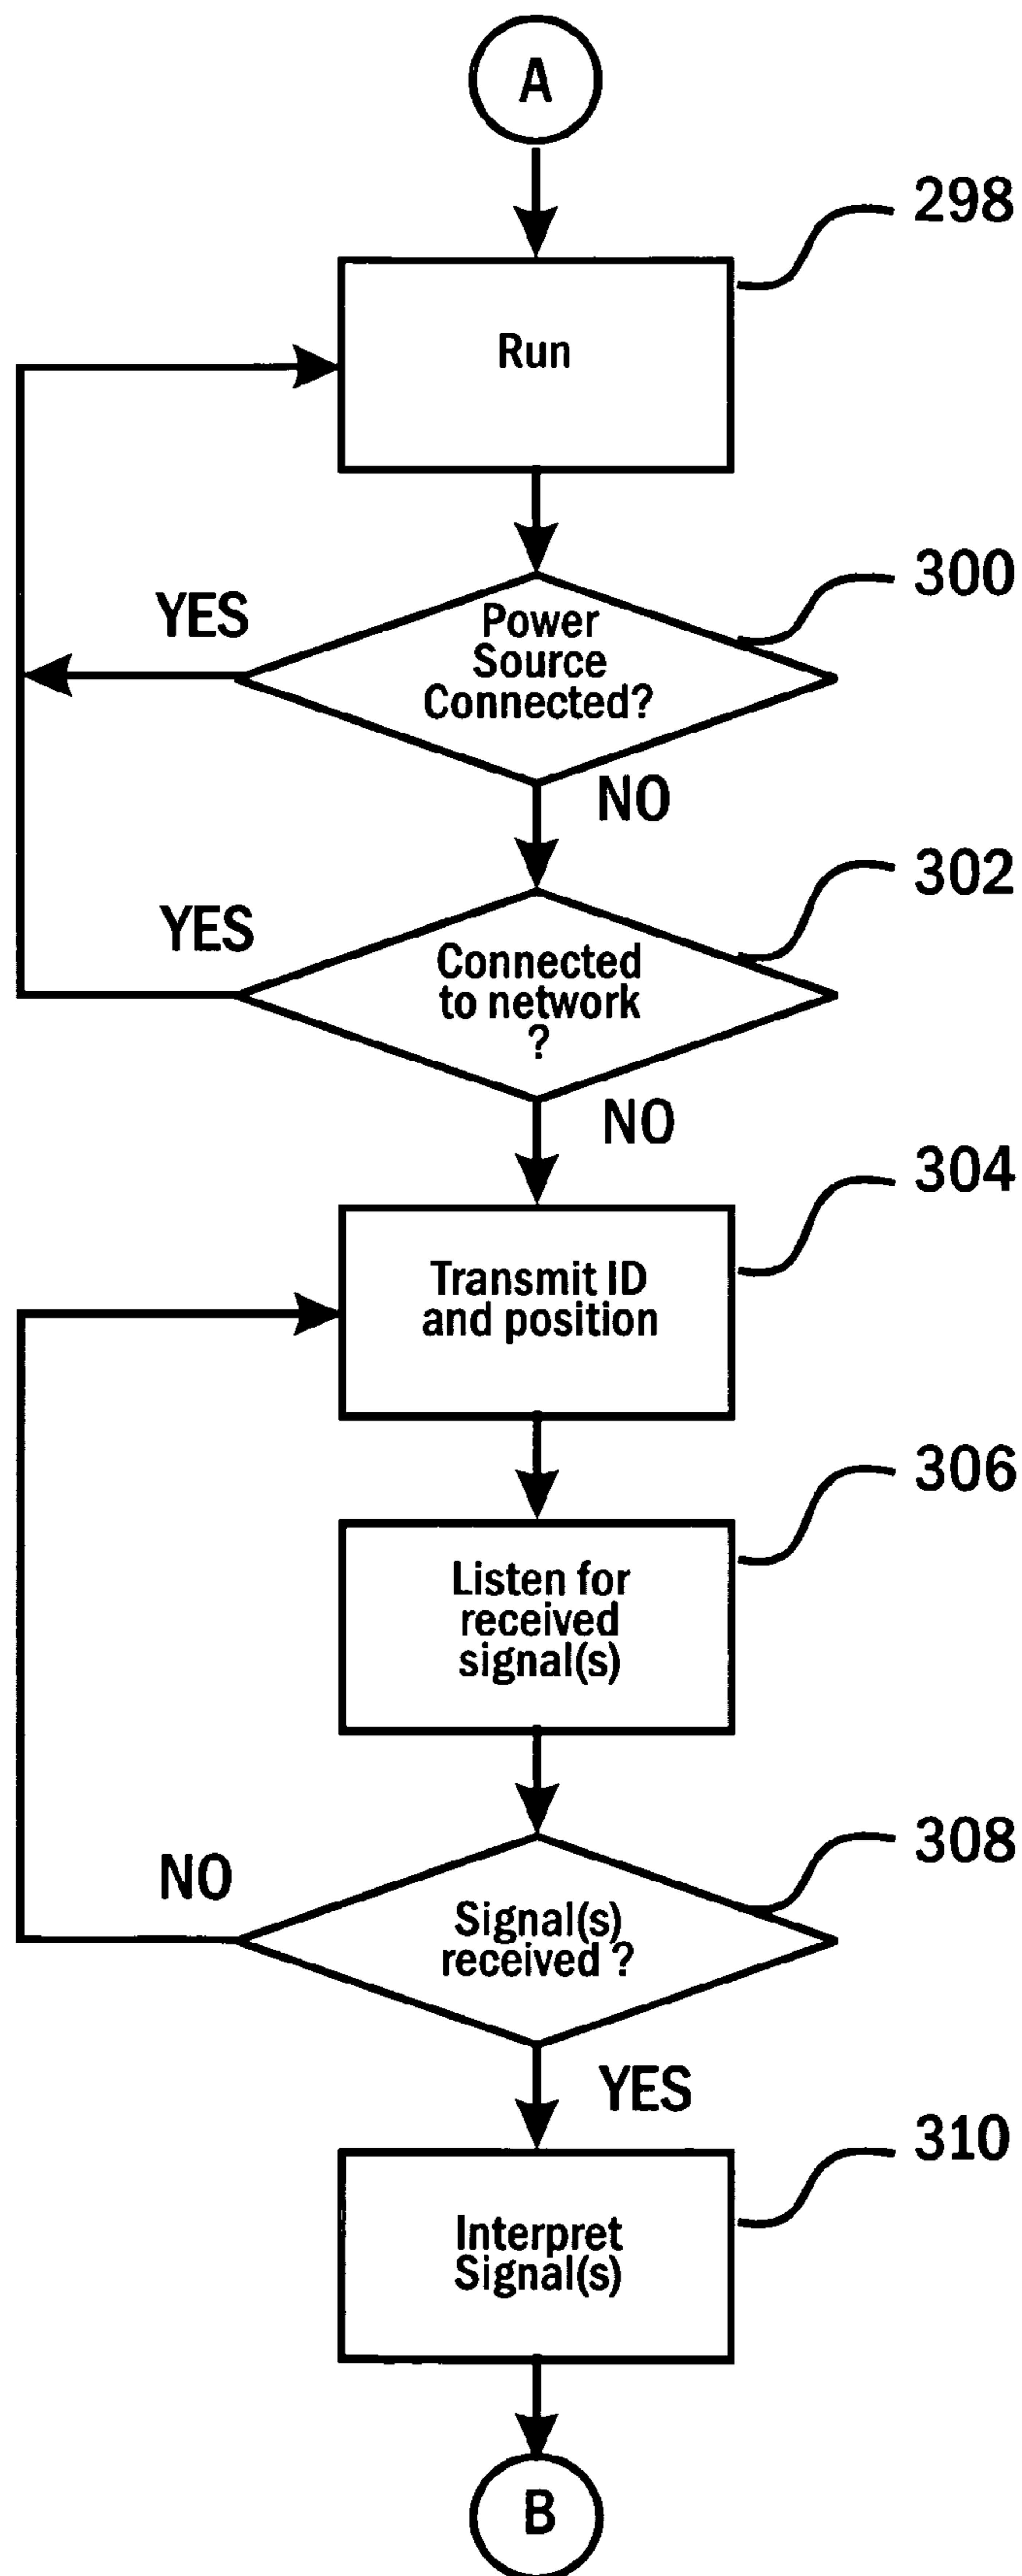 A
298
Run
300
YES
Power
Source
Connected?
NO
302
YES
Connected
to network
?
NO
304
Transmit ID
and position
306
Listen for
received
signal(s)
308
NO
Signal(s)
received ?
YES
310
Interpret
Signal(s)
B